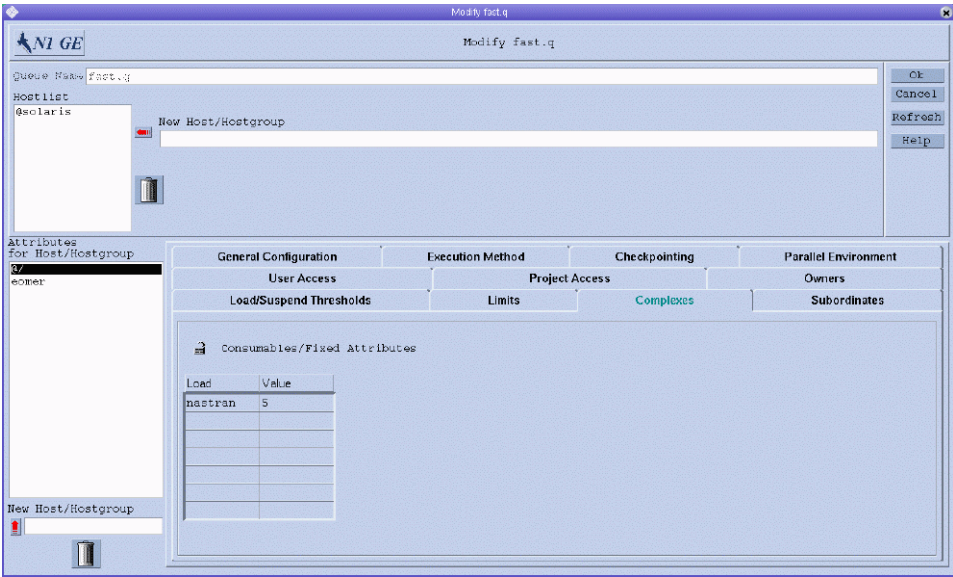 Modify fast.q
N1 GE
Modify fast.q
Queue Name fast.q
Ok
Cancel
Refresh
Help
Hostlist
@solaris
New Host/Hostgroup
Attributes
for Host/Hostgroup
@/
eomer
New Host/Hostgroup
General Configuration Execution Method Checkpointing Parallel Environment
User Access Project Access Owners
Load/Suspend Thresholds Limits Complexes Subordinates
Consumables/Fixed Attributes
Load Value
nastran 5